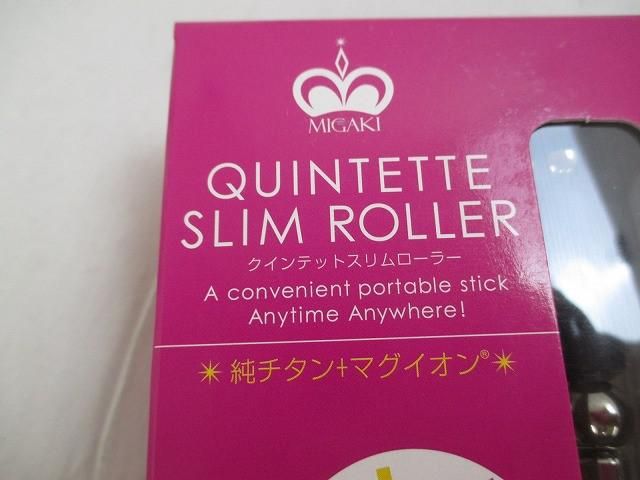 MIGAKI
QUINTETTE
SLIM ROLLER
クインテットスリムローラー
A convenient portable stick
Anytime Anywhere!
純チタン+マグイオン®